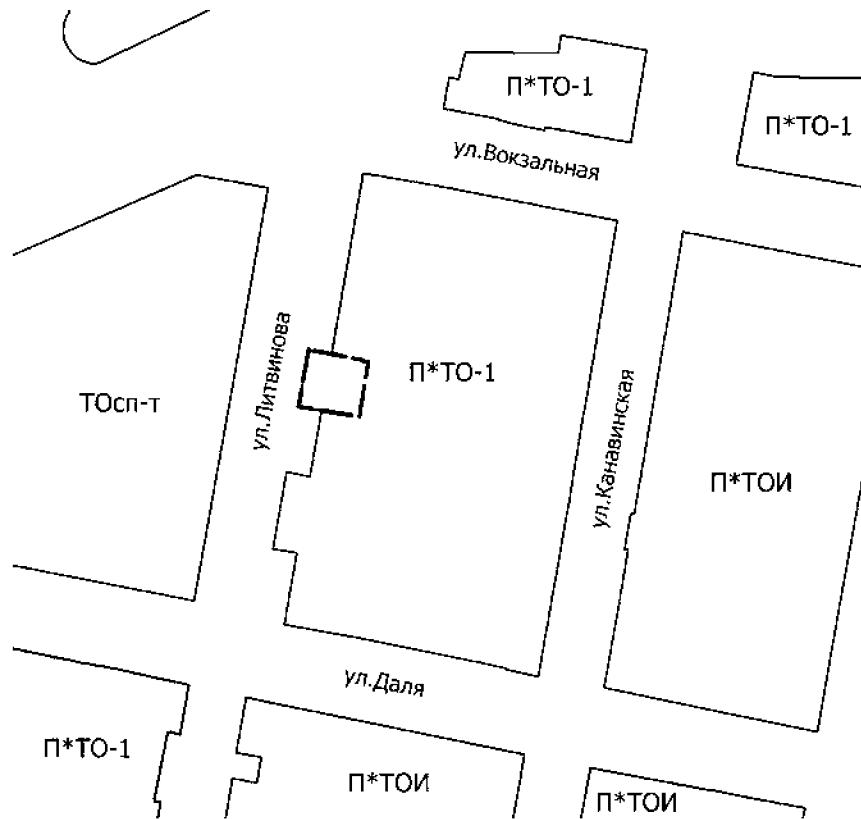 П*ТО-1
П*ТО-1
ул.Вокзальная
ул.Литвинова
П*ТО-1
ТОсп-т
ул.Канавинская
П*ТОИ
ул.Даля
П*ТО-1
П*ТОИ
П*ТОИ